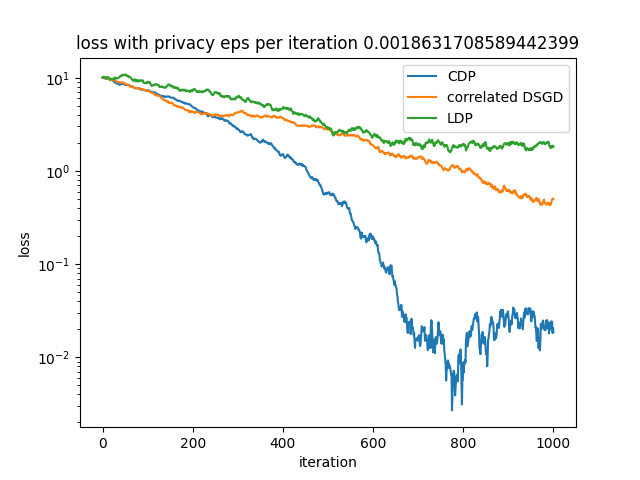 loss with privacy eps per iteration 0.0018631708589442399
CDP
correlated DSGD
LDP
loss
10¹
10⁰
10⁻¹
10⁻²
0 200 400 600 800 1000
iteration